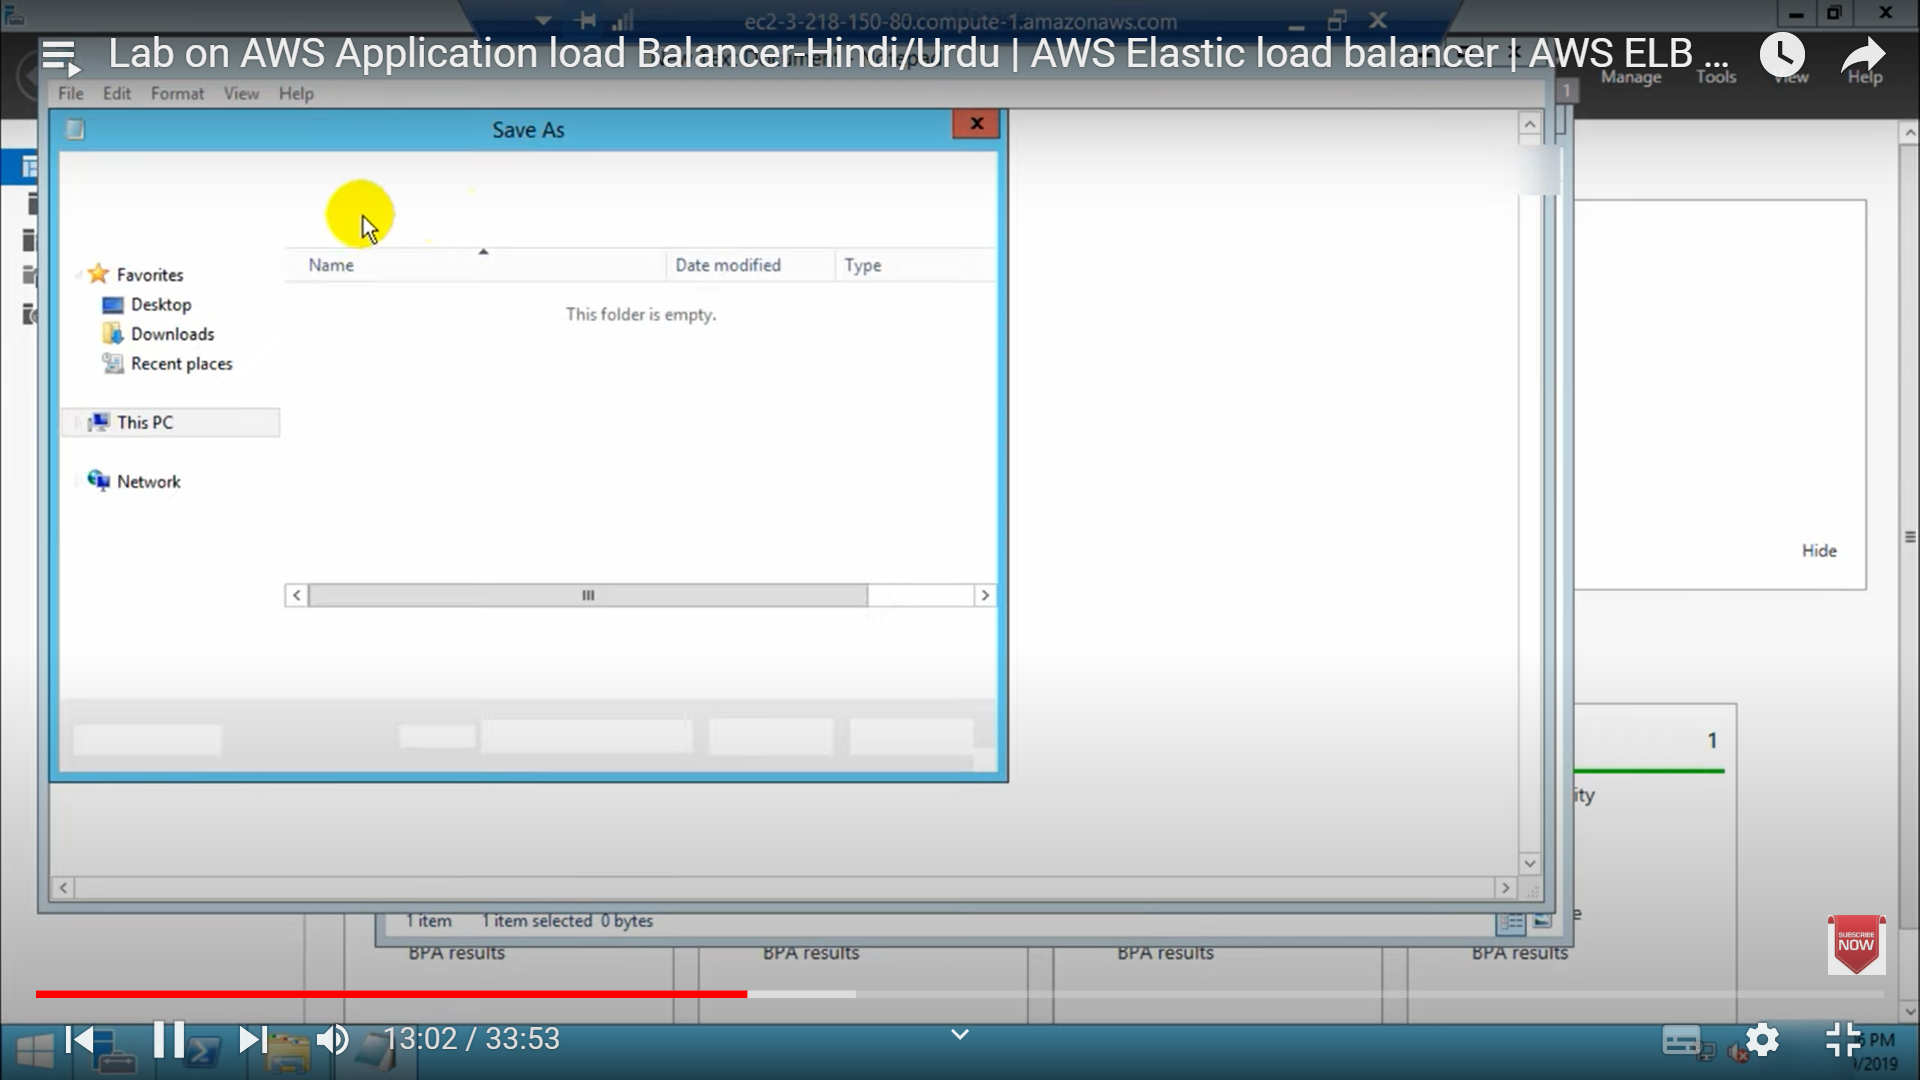 ec2-3-218-150-80.compute-1.amazonaws.com
Lab on AWS Application load Balancer-Hindi/Urdu | AWS Elastic load balancer | AWS ELB ...
Manage Tools View Help
File Edit Format View Help
1
Save As
Name Date modified Type
This folder is empty.
Favorites
Desktop
Downloads
Recent places
This PC
Network
Hide
1
ity
1 item 1 item selected 0 bytes
e
BPA results BPA results BPA results BPA results
SUBSCRIBE
NOW
13:02 / 33:53
PM
/2019